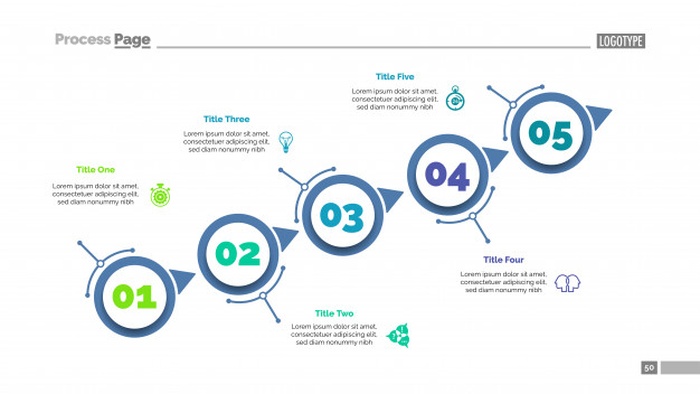 Process Page
LOGOTYPE
Title Five
Lorem ipsum dolor sit amet,
consectetuer adipiscing elit,
sed diam nonummy nibh
05
Title Three
Lorem ipsum dolor sit amet,
consectetuer adipiscing elit,
sed diam nonummy nibh
04
Title One
Lorem ipsum dolor sit amet,
consectetuer adipiscing elit,
sed diam nonummy nibh
03
02
Title Four
Lorem ipsum dolor sit amet,
consectetuer adipiscing elit,
sed diam nonummy nibh
01
Title Two
Lorem ipsum dolor sit amet,
consectetuer adipiscing elit,
sed diam nonummy nibh
50